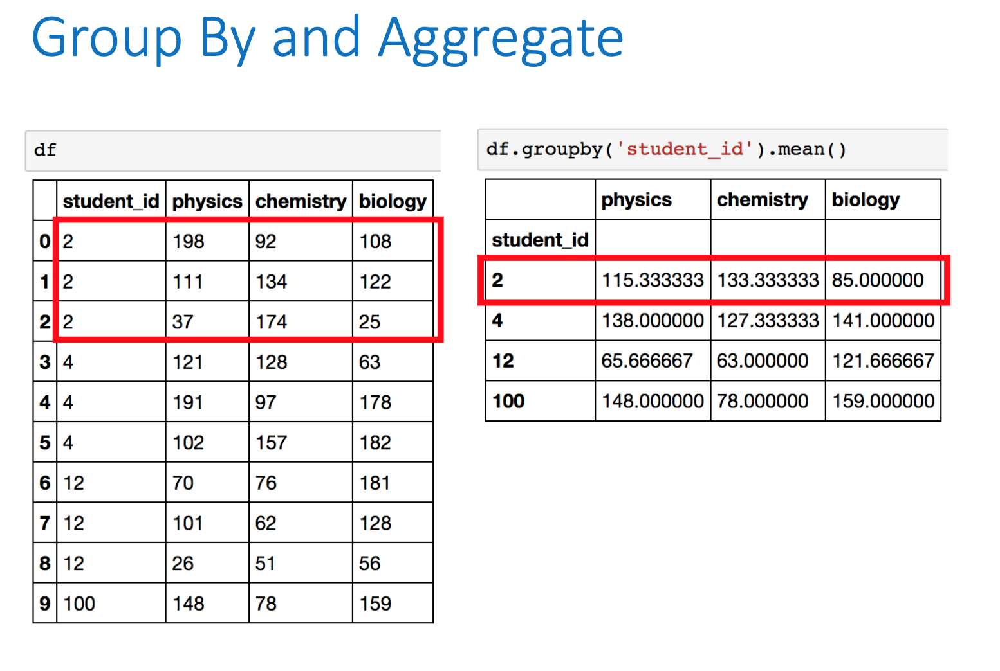 Group By and Aggregate
df
student_id physics chemistry biology
0 2 198 92 108
1 2 111 134 122
2 2 37 174 25
3 4 121 128 63
4 4 191 97 178
5 4 102 157 182
6 12 70 76 181
7 12 101 62 128
8 12 26 51 56
9 100 148 78 159
df.groupby('student_id').mean()
physics chemistry biology
student_id
2 115.333333 133.333333 85.000000
4 138.000000 127.333333 141.000000
12 65.666667 63.000000 121.666667
100 148.000000 78.000000 159.000000